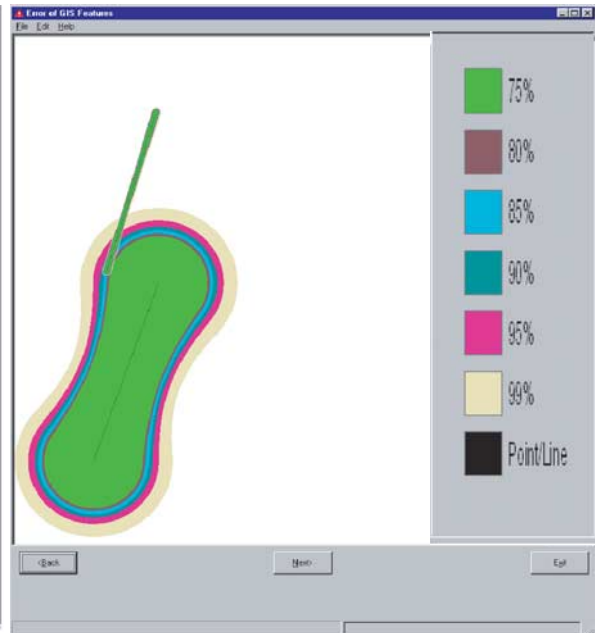 Error of GIS Features
File Edit Help
75%
80%
85%
90%
95%
99%
Point/Line
<Back
Next>
Exit